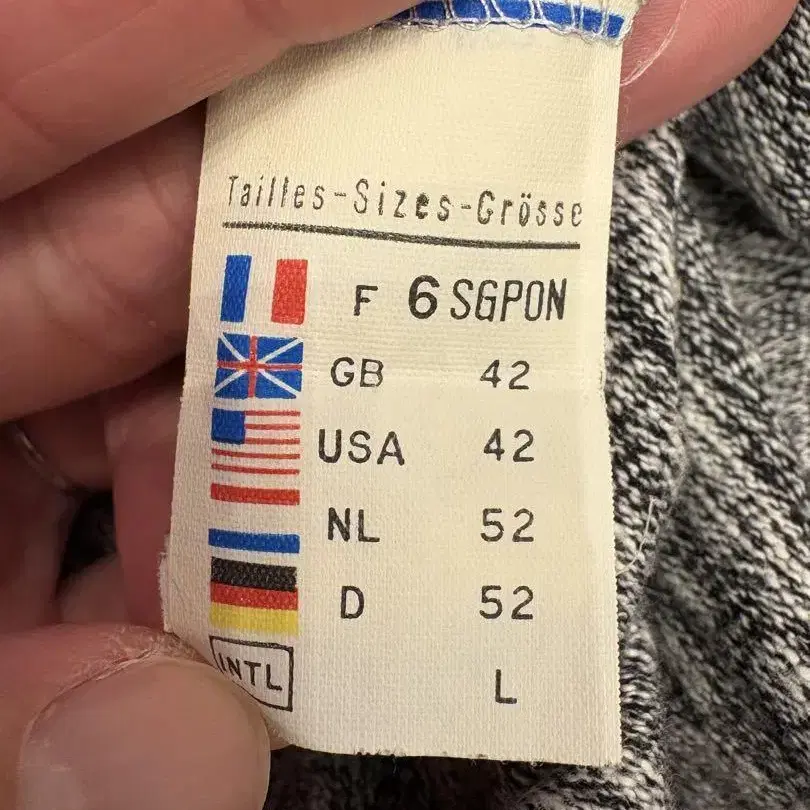 Tailles-Sizes-Grösse
F 6 SGPON
GB 42
USA 42
NL 52
D 52
INTL L